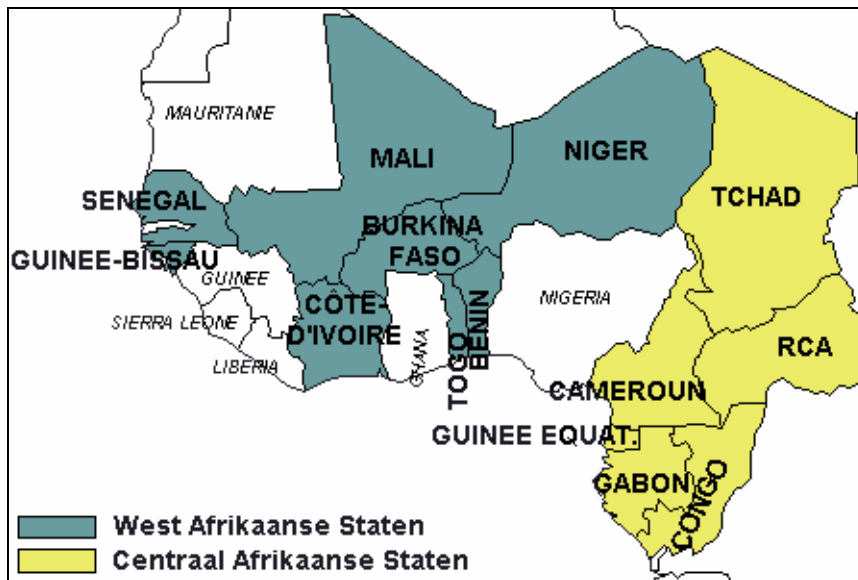 MAURITANIE
MALI
NIGER
TCHAD
SENEGAL
BURKINA
FASO
GUINEE-BISSAU
GUINEE
CÔTE-
D'IVOIRE
SIERRA LEONE
LIBERIA
GHANA
TOGO
BENIN
NIGERIA
RCA
CAMEROUN
GUINEE EQUAT.
GABON
CONGO
West Afrikaanse Staten
Centraal Afrikaanse Staten